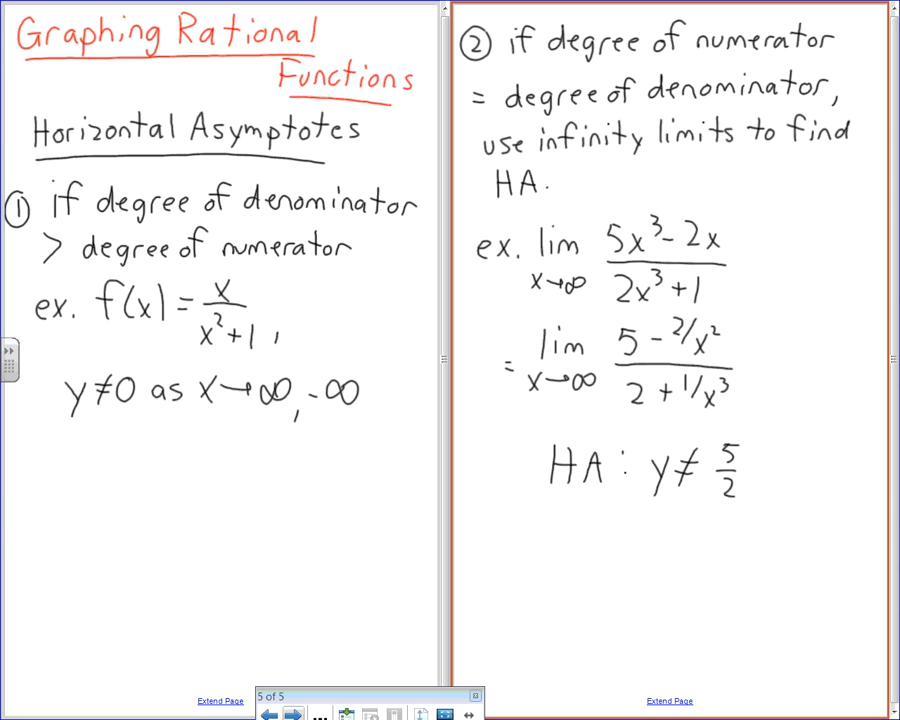 Graphing Rational
Functions
Horizontal Asymptotes
① if degree of denominator
> degree of numerator
ex. f(x) = x/(x²+1),
y≠0 as x→∞, -∞
② if degree of numerator
= degree of denominator,
use infinity limits to find
HA.
ex. lim x→∞ (5x³-2x)/(2x³+1)
= lim x→∞ (5 - 2/x²)/(2 + 1/x³)
HA: y≠ 5/2
Extend Page
5 of 5
Extend Page